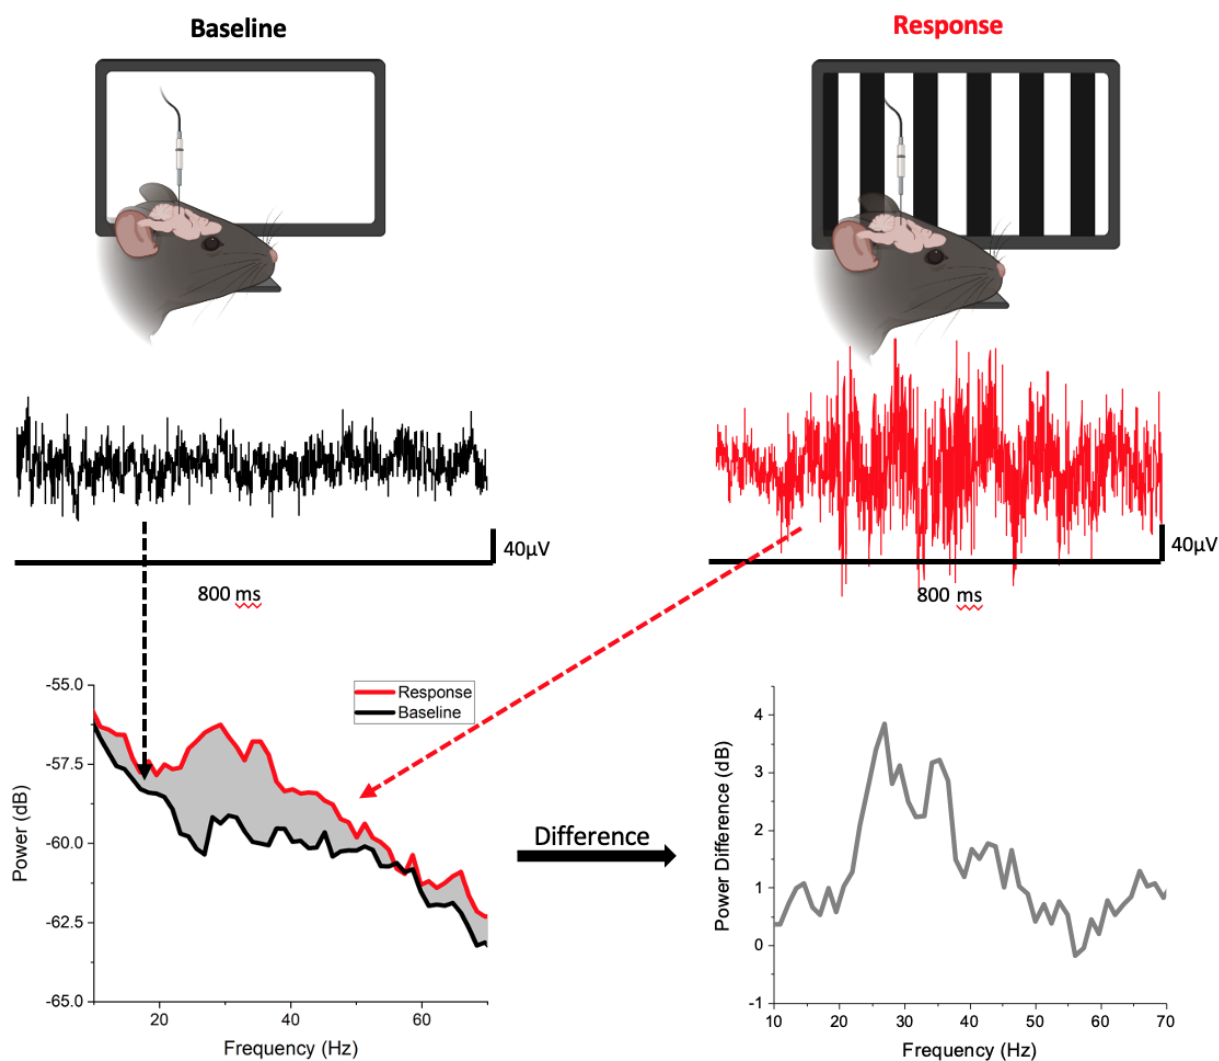 Baseline
Response
40μV
800 ms
40μV
800 ms
-55.0
-57.5
-60.0
-62.5
-65.0
Power (dB)
Response
Baseline
20
40
60
Frequency (Hz)
Difference
4
3
2
1
0
-1
Power Difference (dB)
10
20
30
40
50
60
70
Frequency (Hz)